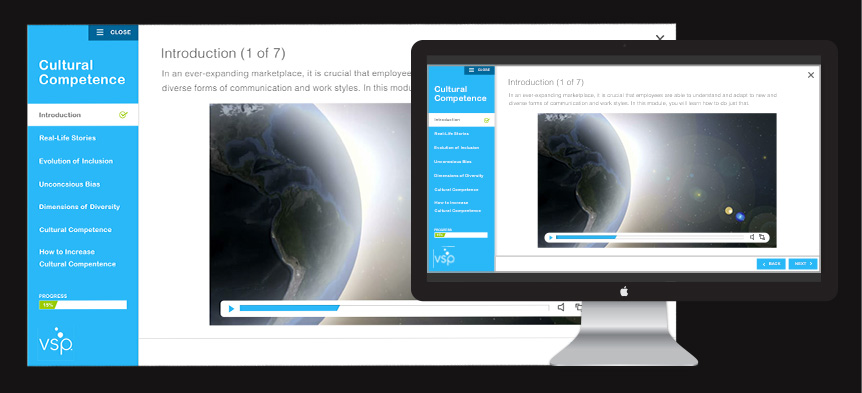 CLOSE
Cultural
Competence
Introduction
Real-Life Stories
Evolution of Inclusion
Unconcsious Bias
Dimensions of Diversity
Cultural Competence
How to Increase
Cultural Compentence
PROGRESS
15%
vsp
Introduction (1 of 7)
In an ever-expanding marketplace, it is crucial that employe
diverse forms of communication and work styles. In this modu
CLOSE
Cultural
Competence
Introduction
Real-Life Stories
Evolution of Inclusion
Unconcsious Bias
Dimensions of Diversity
Cultural Competence
How to Increase
Cultural Compentence
PROGRESS
15%
vsp
Introduction (1 of 7)
In an ever-expanding marketplace, it is crucial that employees are able to understand and adapt to new and
diverse forms of communication and work styles. In this module, you will learn how to do just that.
BACK
NEXT